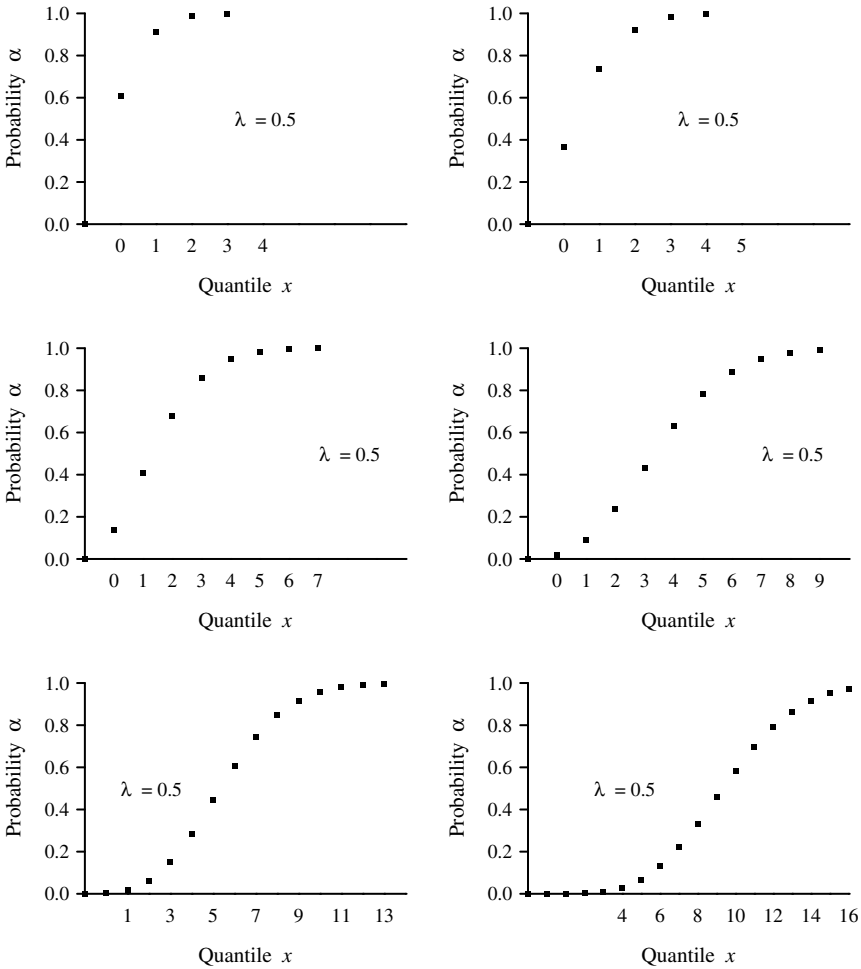 Probability α
1.0
0.8
0.6
0.4
0.2
0.0
λ = 0.5
0 1 2 3 4
Quantile x
Probability α
1.0
0.8
0.6
0.4
0.2
0.0
λ = 0.5
0 1 2 3 4 5
Quantile x
Probability α
1.0
0.8
0.6
0.4
0.2
0.0
λ = 0.5
0 1 2 3 4 5 6 7
Quantile x
Probability α
1.0
0.8
0.6
0.4
0.2
0.0
λ = 0.5
0 1 2 3 4 5 6 7 8 9
Quantile x
Probability α
1.0
0.8
0.6
0.4
0.2
0.0
λ = 0.5
1 3 5 7 9 11 13
Quantile x
Probability α
1.0
0.8
0.6
0.4
0.2
0.0
λ = 0.5
4 6 8 10 12 14 16
Quantile x